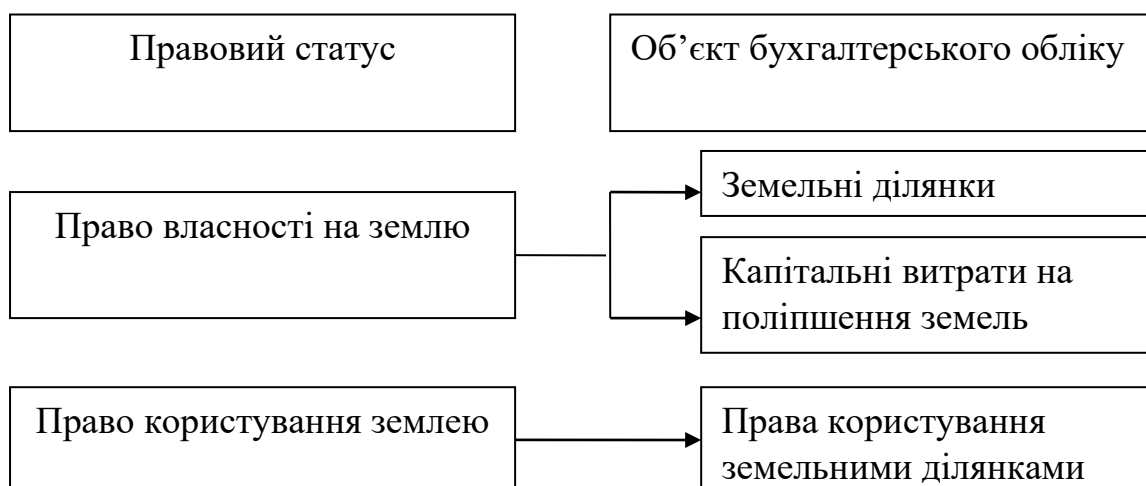 Правовий статус
Об’єкт бухгалтерського обліку
Право власності на землю
Земельні ділянки
Капітальні витрати на
поліпшення земель
Право користування землею
Права користування
земельними ділянками